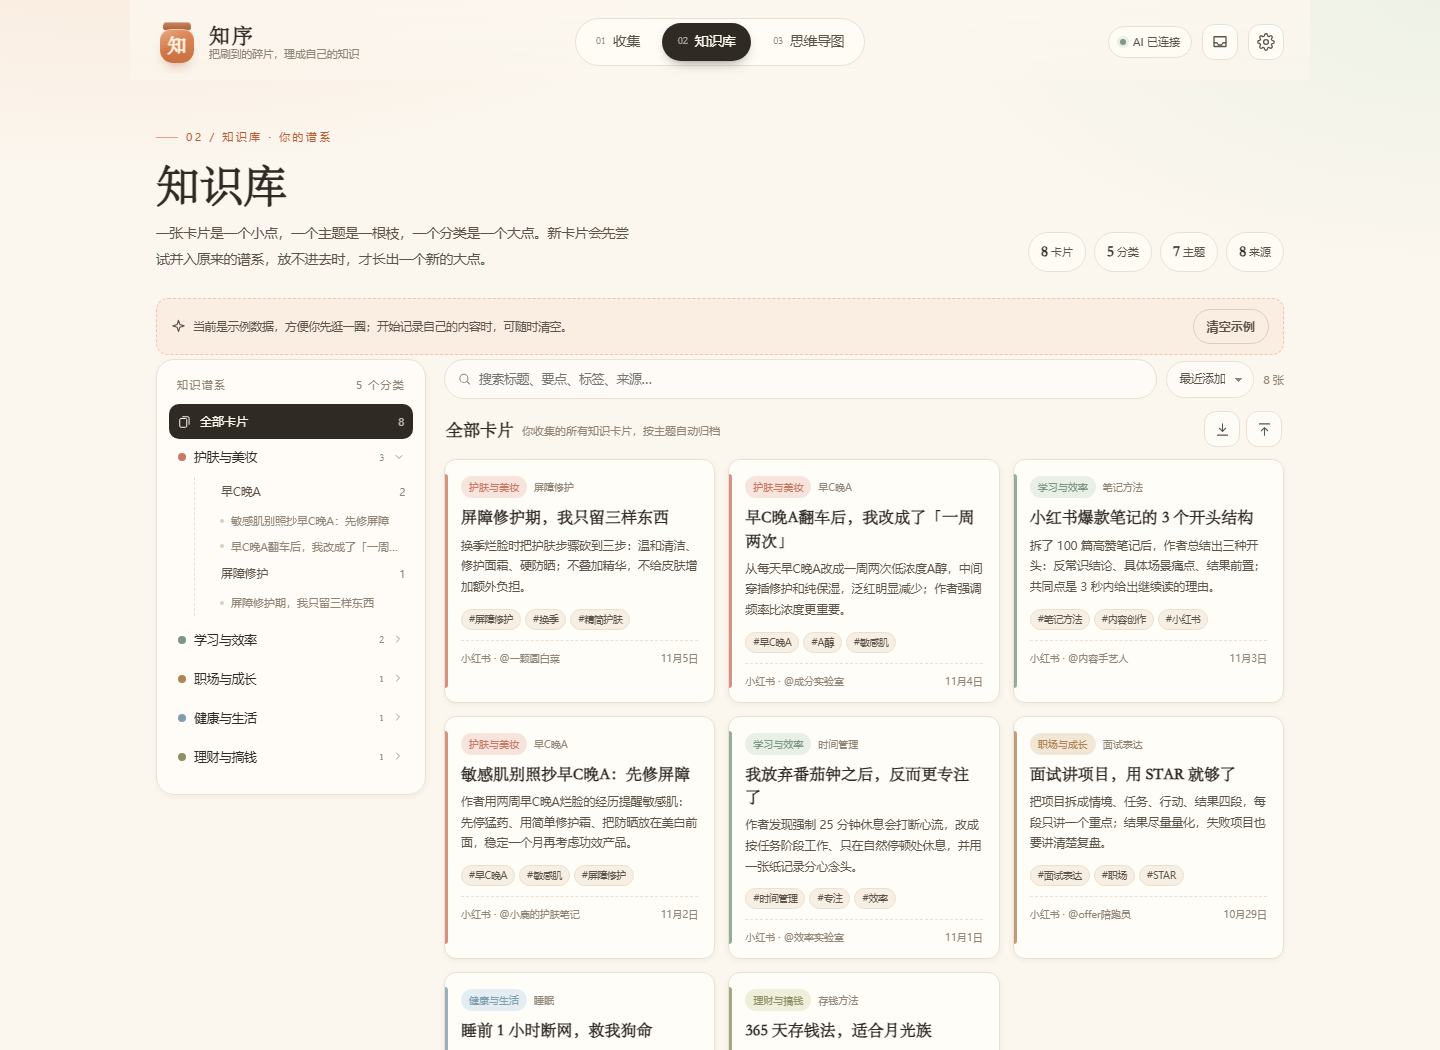 知
知序
把刷到的碎片，理成自己的知识
01 收集
02 知识库
03 思维导图
AI 已连接
02 / 知识库 · 你的谱系
知识库
一张卡片是一个小点，一个主题是一根枝，一个分类是一个大点。新卡片会先尝
试并入原来的谱系，放不进去时，才长出一个新的大点。
8 卡片
5 分类
7 主题
8 来源
当前是示例数据，方便你先逛一圈；开始记录自己的内容时，可随时清空。
清空示例
知识谱系 5 个分类
全部卡片 8
护肤与美妆 3
早C晚A 2
敏感肌别照抄早C晚A：先修屏障
早C晚A翻车后，我改成了「一周...
屏障修护 1
屏障修护期，我只留三样东西
学习与效率 2
职场与成长 1
健康与生活 1
理财与搞钱 1
搜索标题、要点、标签、来源...
最近添加
8 张
全部卡片 你收集的所有知识卡片，按主题自动归档
护肤与美妆 屏障修护
屏障修护期，我只留三样东西
换季烂脸时把护肤步骤砍到三步：温和清洁、
修护面霜、硬防晒；不叠加精华，不给皮肤增
加额外负担。
#屏障修护 #换季 #精简护肤
小红书 · @一颗圆白菜 11月5日
护肤与美妆 早C晚A
早C晚A翻车后，我改成了「一周
两次」
从每天早C晚A改成一周两次低浓度A醇，中间
穿插修护和纯保湿，泛红明显减少；作者强调
频率比浓度更重要。
#早C晚A #A醇 #敏感肌
小红书 · @成分实验室 11月4日
学习与效率 笔记方法
小红书爆款笔记的 3 个开头结构
拆了 100 篇高赞笔记后，作者总结出三种开
头：反常识结论、具体场景痛点、结果前置；
共同点是 3 秒内给出继续读的理由。
#笔记方法 #内容创作 #小红书
小红书 · @内容手艺人 11月3日
护肤与美妆 早C晚A
敏感肌别照抄早C晚A：先修屏障
作者用两周早C晚A烂脸的经历提醒敏感肌：
先停猛药、用简单修护霜、把防晒放在美白前
面，稳定一个月再考虑功效产品。
#早C晚A #敏感肌 #屏障修护
小红书 · @小鹿的护肤笔记 11月2日
学习与效率 时间管理
我放弃番茄钟之后，反而更专注
了
作者发现强制 25 分钟休息会打断心流，改成
按任务阶段工作、只在自然停顿处休息，并用
一张纸记录分心念头。
#时间管理 #专注 #效率
小红书 · @效率实验室 11月1日
职场与成长 面试表达
面试讲项目，用 STAR 就够了
把项目拆成情境、任务、行动、结果四段，每
段只讲一个重点；结果尽量量化，失败项目也
要讲清楚复盘。
#面试表达 #职场 #STAR
小红书 · @offer陪跑员 10月29日
健康与生活 睡眠
睡前 1 小时断网，救我狗命
理财与搞钱 存钱方法
365 天存钱法，适合月光族